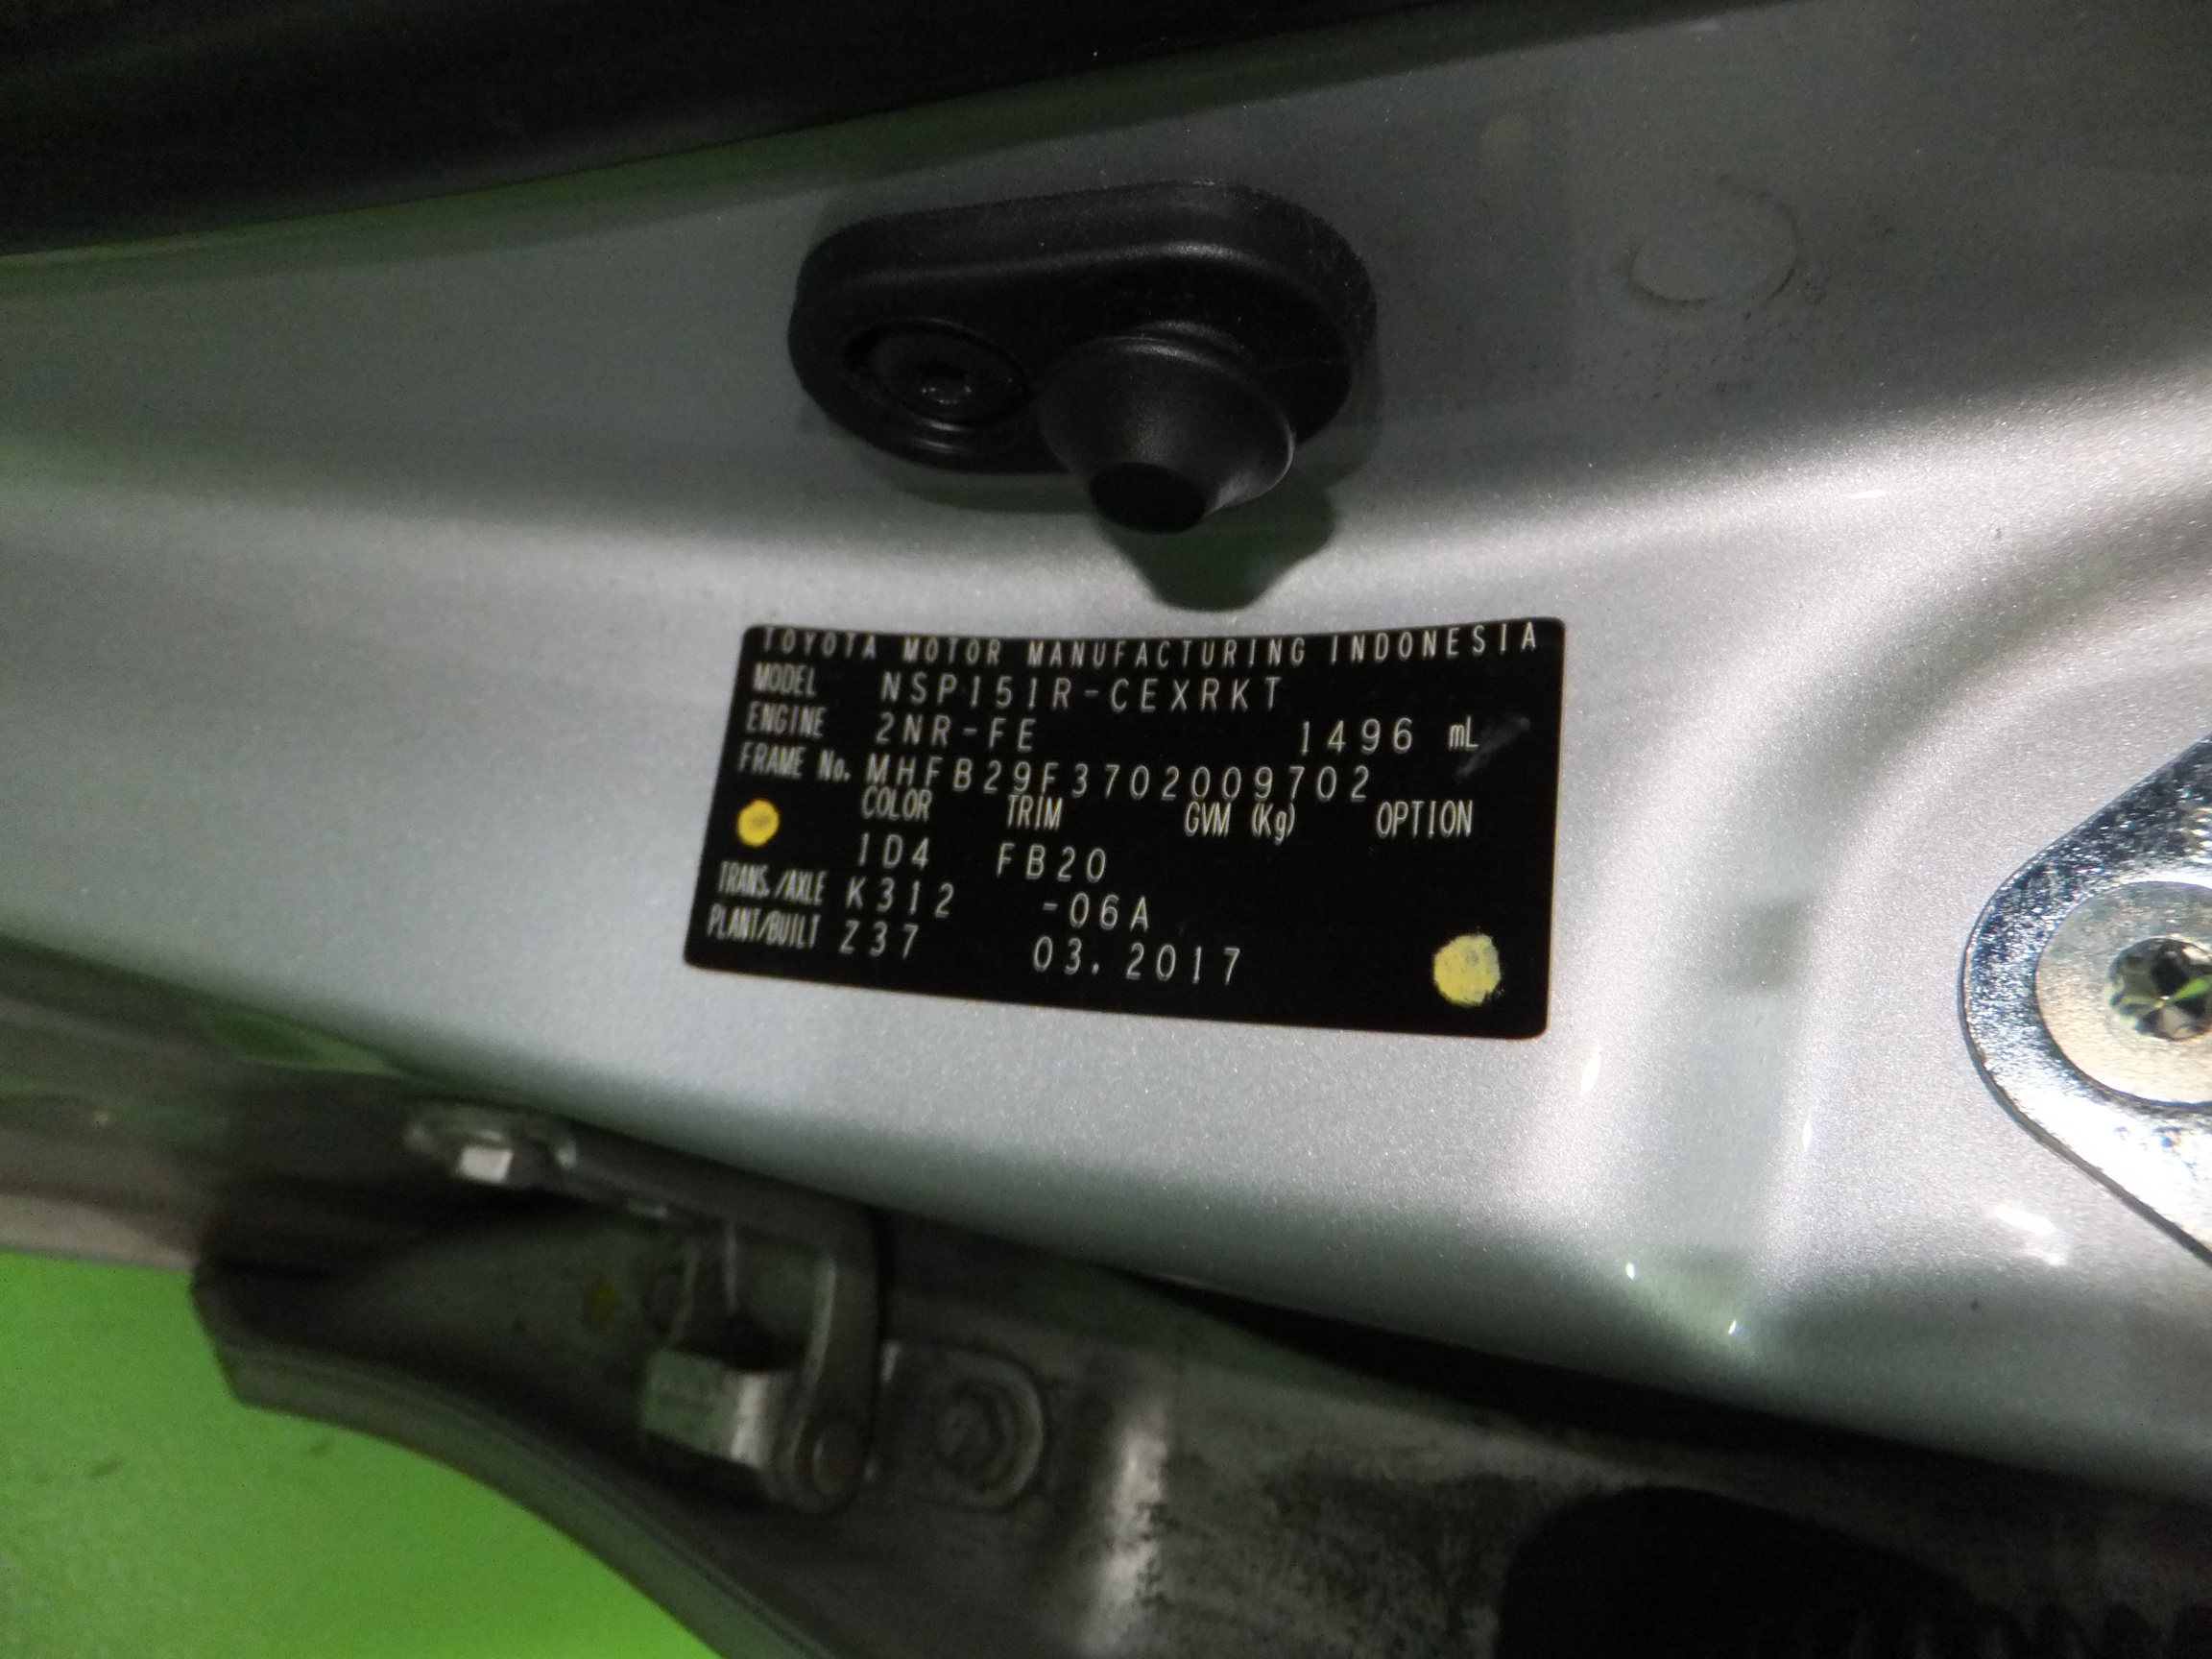 TOYOTA MOTOR MANUFACTURING INDONESIA
MODEL NSP151R-CEXRKT
ENGINE 2NR-FE 1496 mL
FRAME No. MHFB29F3702009702
COLOR TRIM GVM (Kg) OPTION
1D4 FB20
TRANS./AXLE K312 -06A
PLANT/BUILT Z37 03.2017